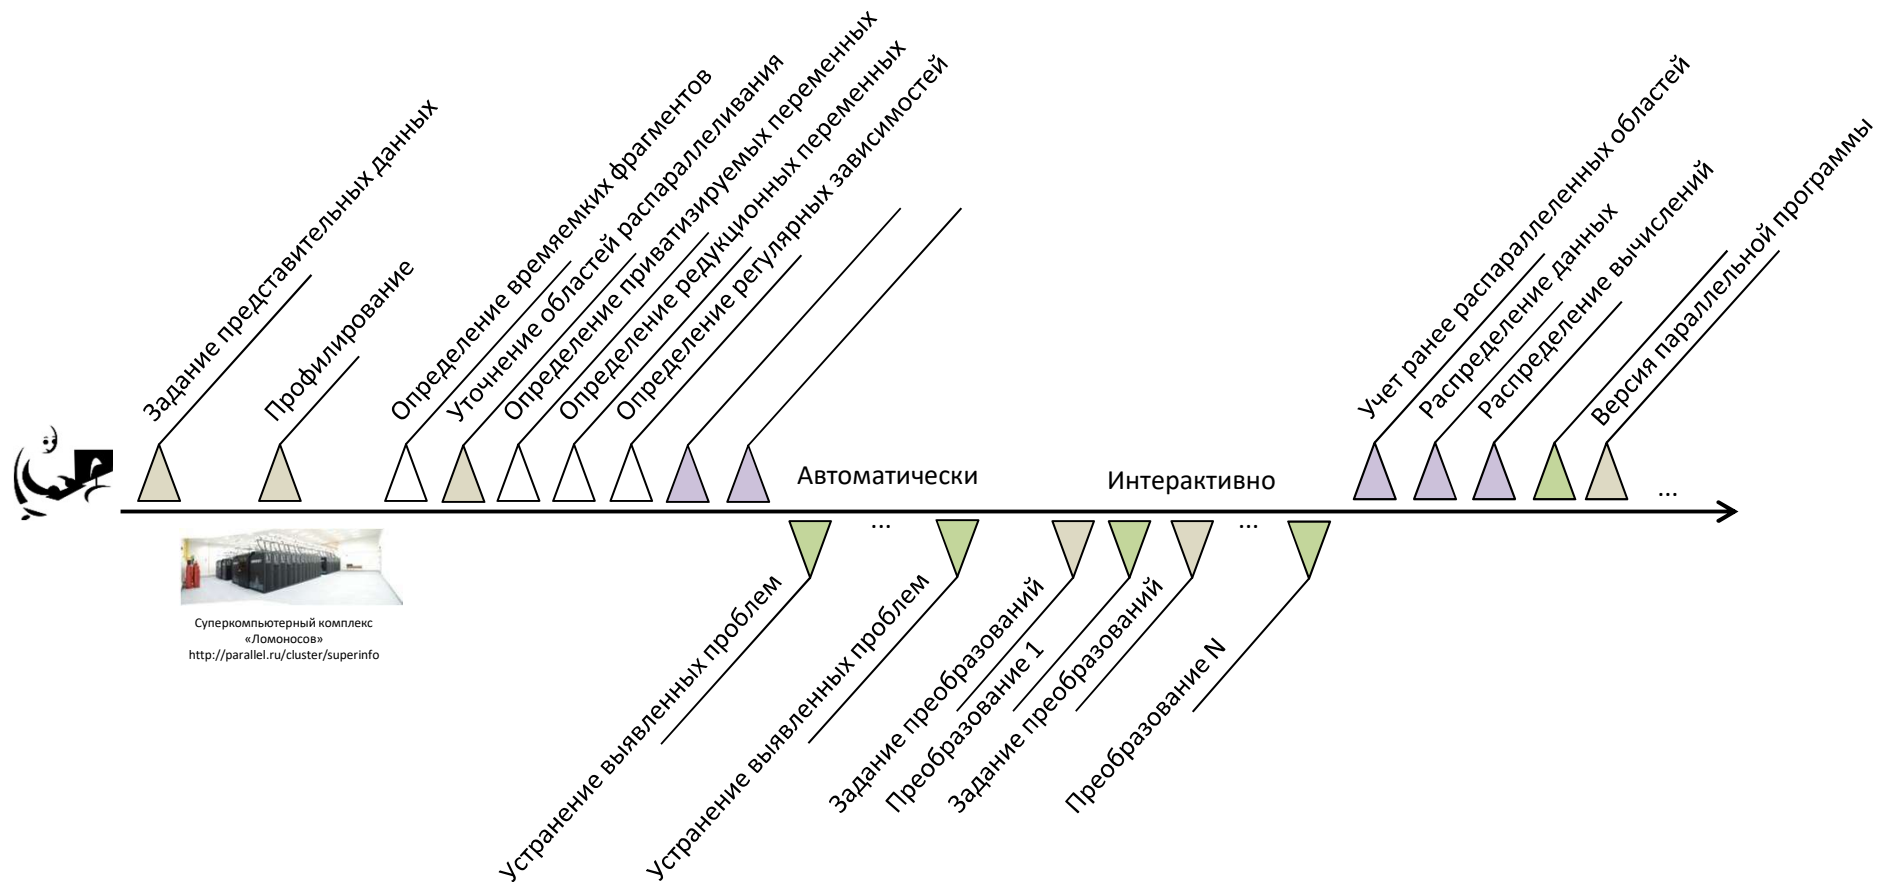 Задание представительных данных
Профилирование
Определение времяемких фрагментов
Уточнение областей распараллеливания
Определение приватизируемых переменных
Определение редукционных переменных
Определение регулярных зависимостей
Автоматически
Интерактивно
Учет ранее распараллеленных областей
Распределение данных
Распределение вычислений
Версия параллельной программы
...
...
...
Суперкомпьютерный комплекс
«Ломоносов»
http://parallel.ru/cluster/superinfo
Устранение выявленных проблем
Устранение выявленных проблем
Задание преобразований
Преобразование 1
Задание преобразований
Преобразование N